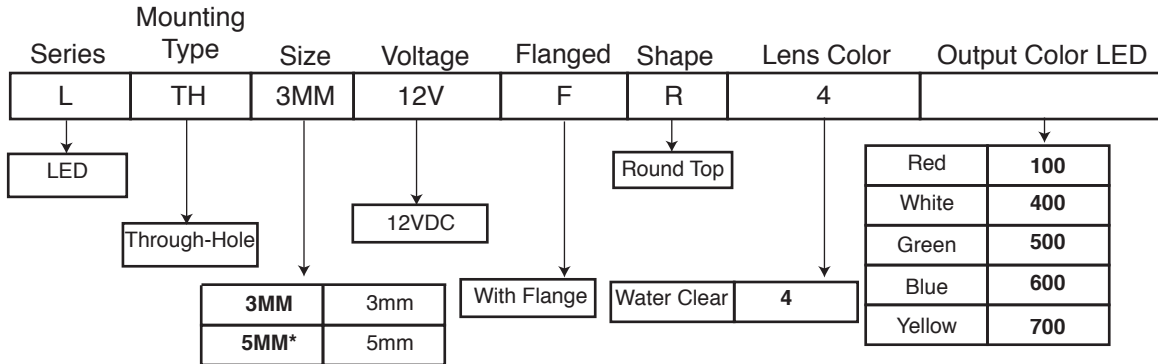 Mounting
Series Type Size Voltage Flanged Shape Lens Color Output Color LED
L TH 3MM 12V F R 4
LED
Through-Hole
3MM 3mm
5MM* 5mm
12VDC
With Flange
Round Top
Water Clear 4
Red 100
White 400
Green 500
Blue 600
Yellow 700